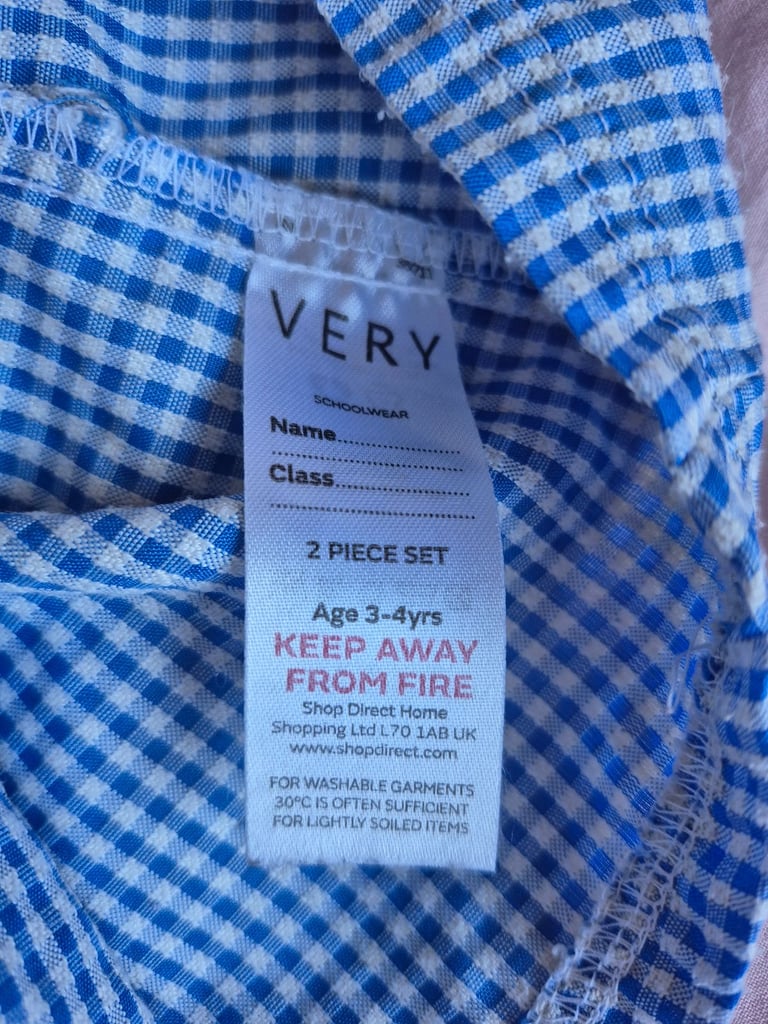 VERY
SCHOOLWEAR
Name
Class
2 PIECE SET
Age 3-4yrs
KEEP AWAY
FROM FIRE
Shop Direct Home
Shopping Ltd L70 1AB UK
www.shopdirect.com
FOR WASHABLE GARMENTS
30°C IS OFTEN SUFFICIENT
FOR LIGHTLY SOILED ITEMS